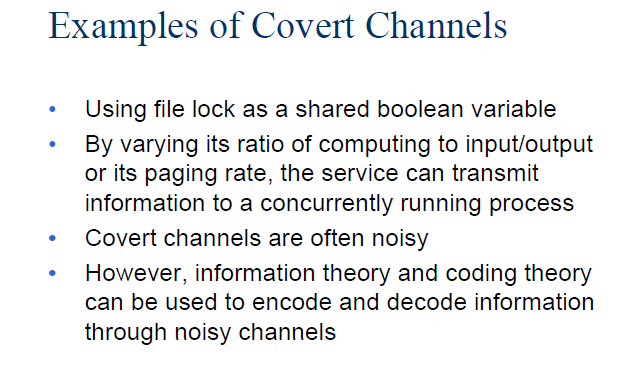 Examples of Covert Channels
• Using file lock as a shared boolean variable
• By varying its ratio of computing to input/output
or its paging rate, the service can transmit
information to a concurrently running process
• Covert channels are often noisy
• However, information theory and coding theory
can be used to encode and decode information
through noisy channels